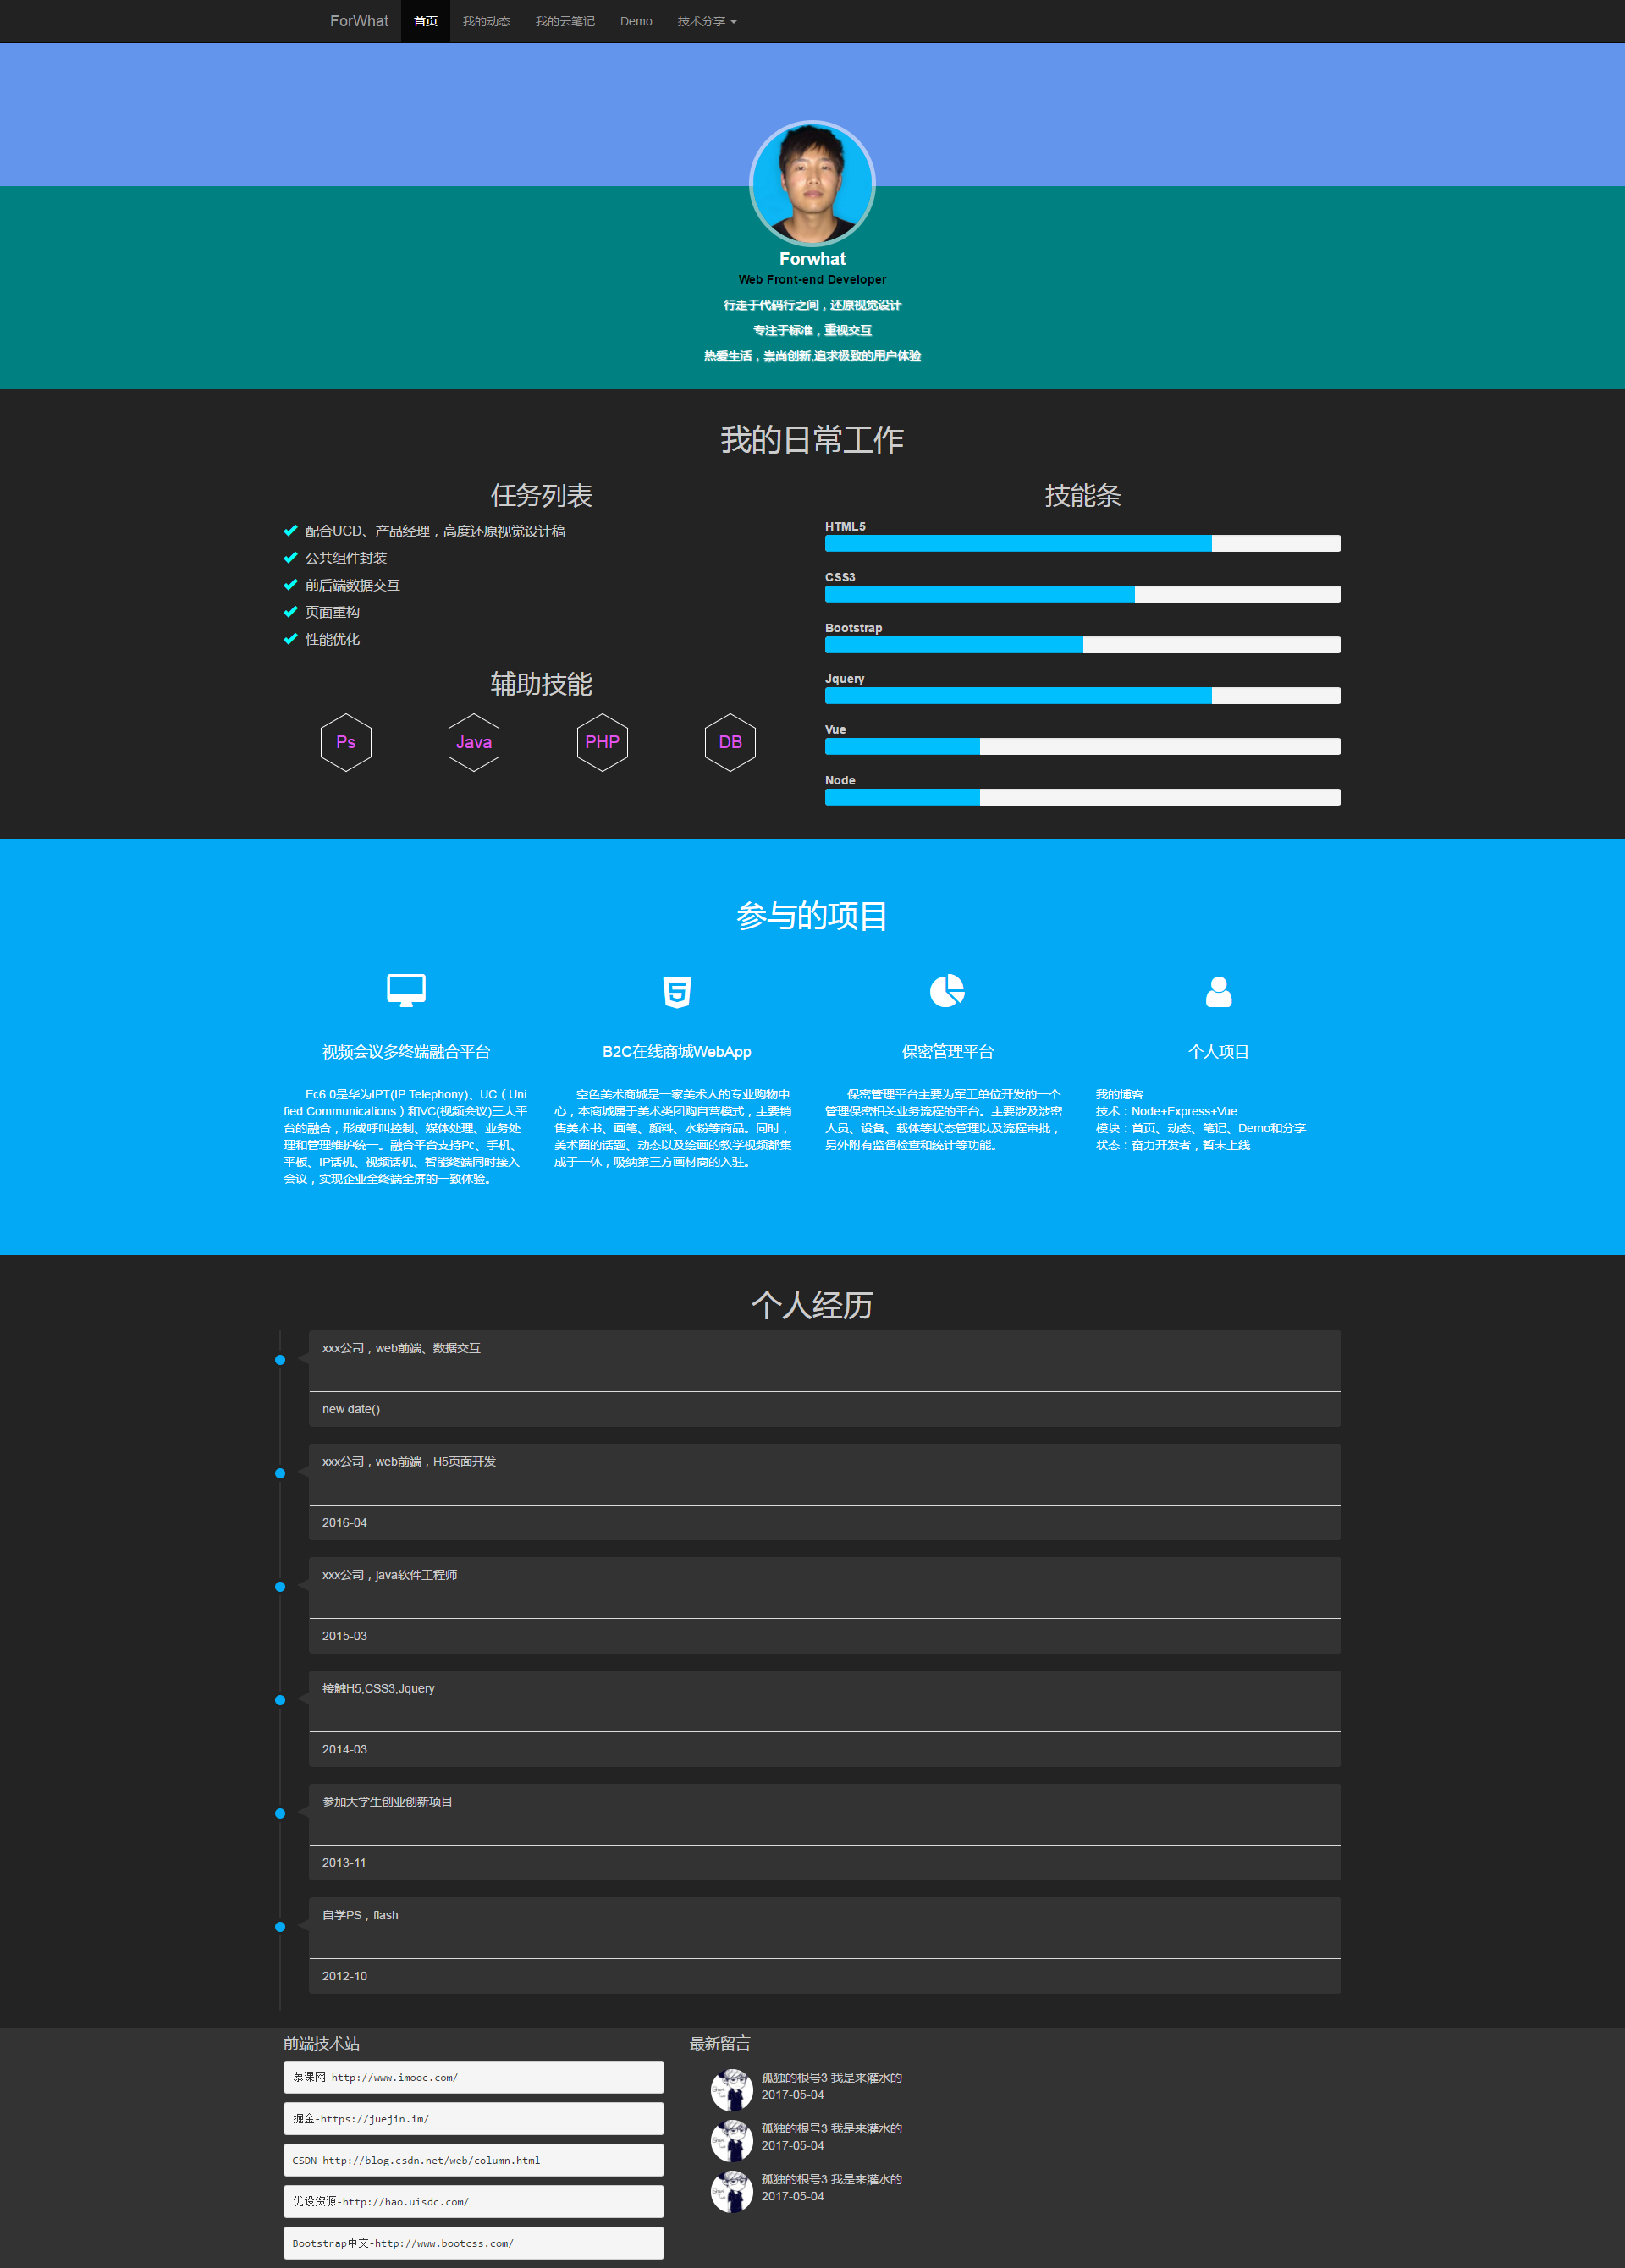 ForWhat 首页 我的动态 我的云笔记 Demo 技术分享
Forwhat
Web Front-end Developer
行走于代码行之间，还原视觉设计
专注于标准，重视交互
热爱生活，崇尚创新,追求极致的用户体验
我的日常工作
任务列表
配合UCD、产品经理，高度还原视觉设计稿
公共组件封装
前后端数据交互
页面重构
性能优化
辅助技能
Ps Java PHP DB
技能条
HTML5
CSS3
Bootstrap
Jquery
Vue
Node
参与的项目
视频会议多终端融合平台
Ec6.0是华为IPT(IP Telephony)、UC（Uni
fied Communications）和VC(视频会议)三大平
台的融合，形成呼叫控制、媒体处理、业务处
理和管理维护统一。融合平台支持Pc、手机、
平板、IP话机、视频话机、智能终端同时接入
会议，实现企业全终端全屏的一致体验。
B2C在线商城WebApp
空色美术商城是一家美术人的专业购物中
心，本商城属于美术类团购自营模式，主要销
售美术书、画笔、颜料、水粉等商品。同时，
美术圈的话题、动态以及绘画的教学视频都集
成于一体，吸纳第三方画材商的入驻。
保密管理平台
保密管理平台主要为军工单位开发的一个
管理保密相关业务流程的平台。主要涉及涉密
人员、设备、载体等状态管理以及流程审批，
另外附有监督检查和统计等功能。
个人项目
我的博客
技术：Node+Express+Vue
模块：首页、动态、笔记、Demo和分享
状态：奋力开发者，暂未上线
个人经历
xxx公司，web前端、数据交互
new date()
xxx公司，web前端，H5页面开发
2016-04
xxx公司，java软件工程师
2015-03
接触H5,CSS3,Jquery
2014-03
参加大学生创业创新项目
2013-11
自学PS，flash
2012-10
前端技术站
慕课网-http://www.imooc.com/
掘金-https://juejin.im/
CSDN-http://blog.csdn.net/web/column.html
优设资源-http://hao.uisdc.com/
Bootstrap中文-http://www.bootcss.com/
最新留言
孤独的根号3 我是来灌水的
2017-05-04
孤独的根号3 我是来灌水的
2017-05-04
孤独的根号3 我是来灌水的
2017-05-04